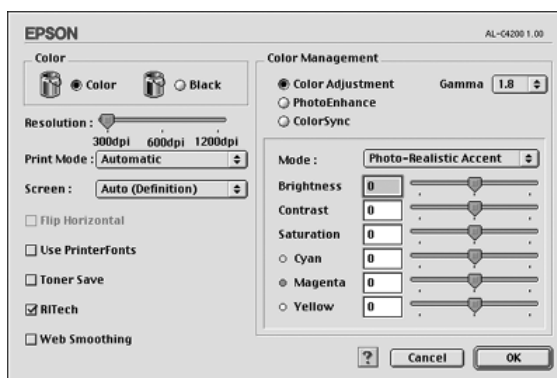 EPSON
AL-C4200 1.00
Color
Color
Black
Resolution :
300dpi 600dpi 1200dpi
Print Mode : Automatic
Screen : Auto (Definition)
Flip Horizontal
Use PrinterFonts
Toner Save
RITech
Web Smoothing
Color Management
Color Adjustment
Gamma 1.8
PhotoEnhance
ColorSync
Mode : Photo-Realistic Accent
Brightness 0
Contrast 0
Saturation 0
Cyan 0
Magenta 0
Yellow 0
? Cancel OK